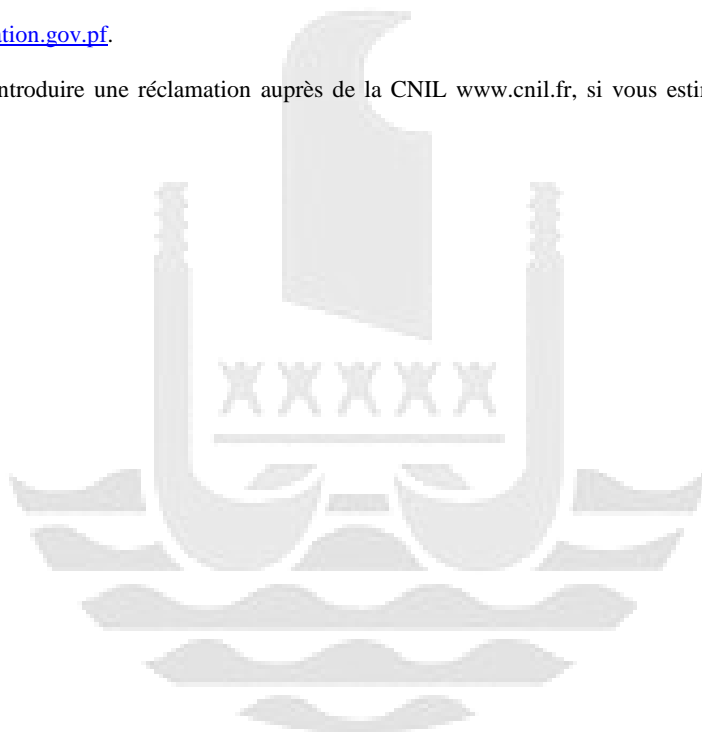 ation.gov.pf.
ntroduire une réclamation auprès de la CNIL www.cnil.fr, si vous esti